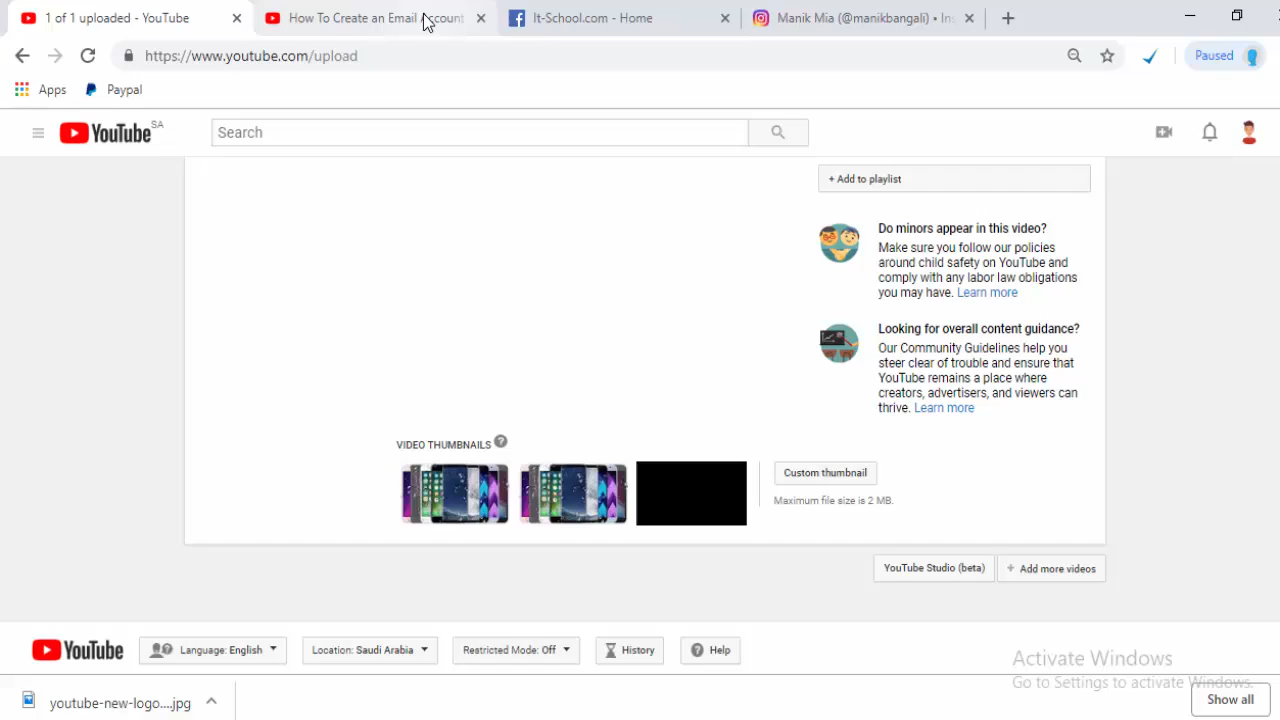 1 of 1 uploaded - YouTube
How To Create an Email Account
It-School.com - Home
Manik Mia (@manikbangali) • Ins
https://www.youtube.com/upload
Paused
Apps
Paypal
YouTube SA
Search
+ Add to playlist
Do minors appear in this video?
Make sure you follow our policies
around child safety on YouTube and
comply with any labor law obligations
you may have. Learn more
Looking for overall content guidance?
Our Community Guidelines help you
steer clear of trouble and ensure that
YouTube remains a place where
creators, advertisers, and viewers can
thrive. Learn more
VIDEO THUMBNAILS ?
Custom thumbnail
Maximum file size is 2 MB.
YouTube Studio (beta)
+ Add more videos
YouTube
Language: English
Location: Saudi Arabia
Restricted Mode: Off
History
Help
Activate Windows
Go to Settings to activate Windows.
youtube-new-logo....jpg
Show all